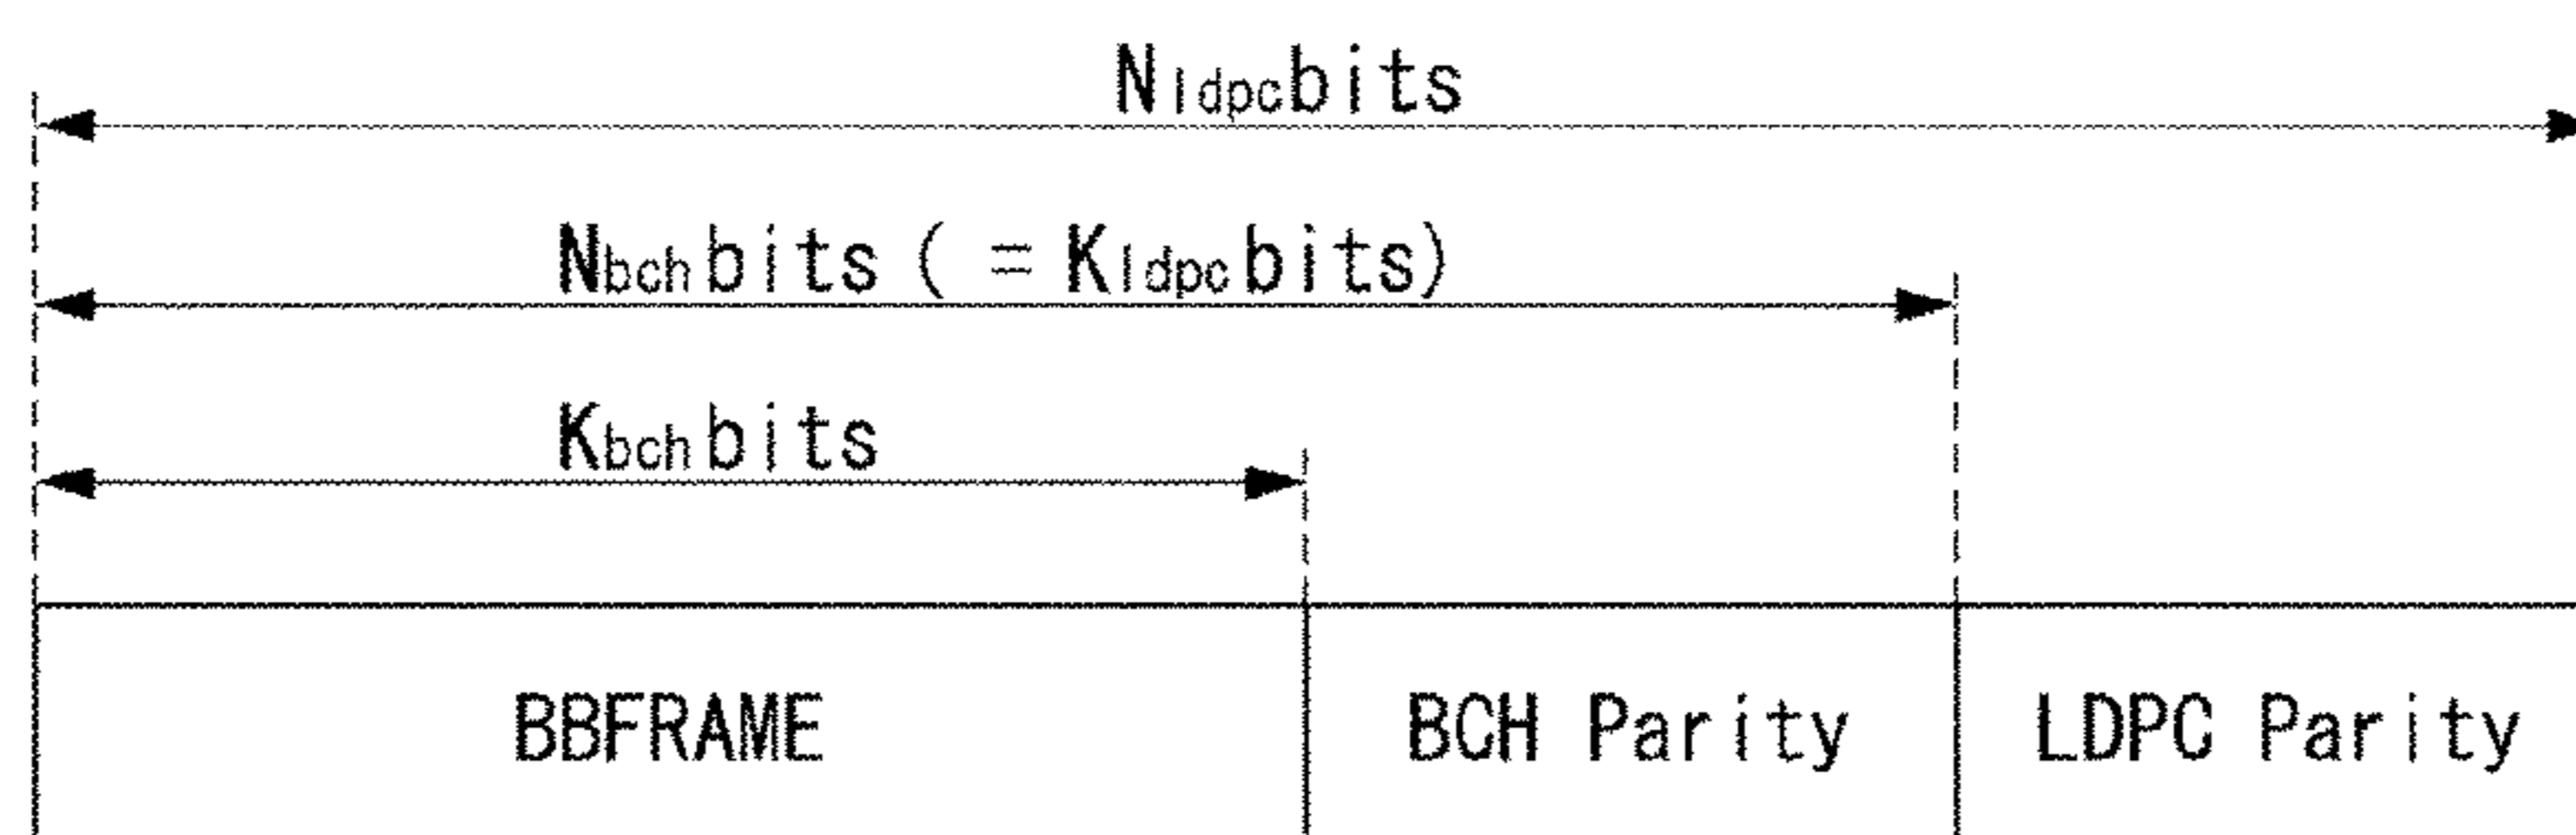 Nldpcbits
Nbchbits ( = Kldpcbits)
Kbchbits
BBFRAME BCH Parity LDPC Parity